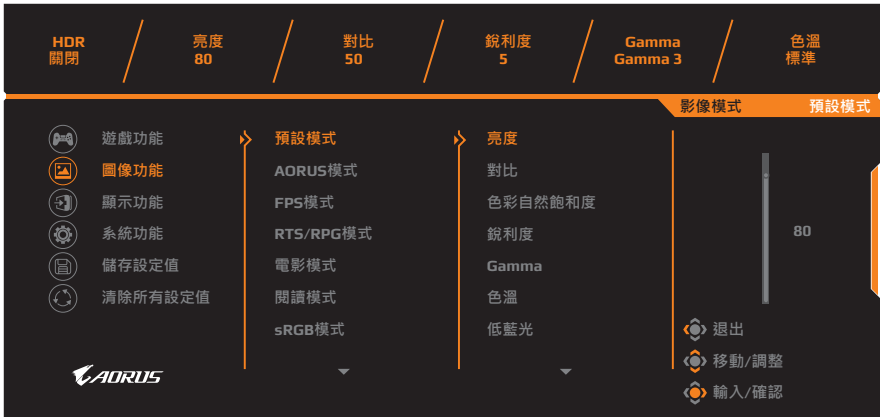 HDR
關閉
亮度
80
對比
50
銳利度
5
Gamma
Gamma 3
色溫
標準
影像模式 預設模式
遊戲功能
圖像功能
顯示功能
系統功能
儲存設定值
清除所有設定值
預設模式
AORUS模式
FPS模式
RTS/RPG模式
電影模式
閱讀模式
sRGB模式
亮度
對比
色彩自然飽和度
銳利度
Gamma
色溫
低藍光
80
退出
移動/調整
輸入/確認
AORUS